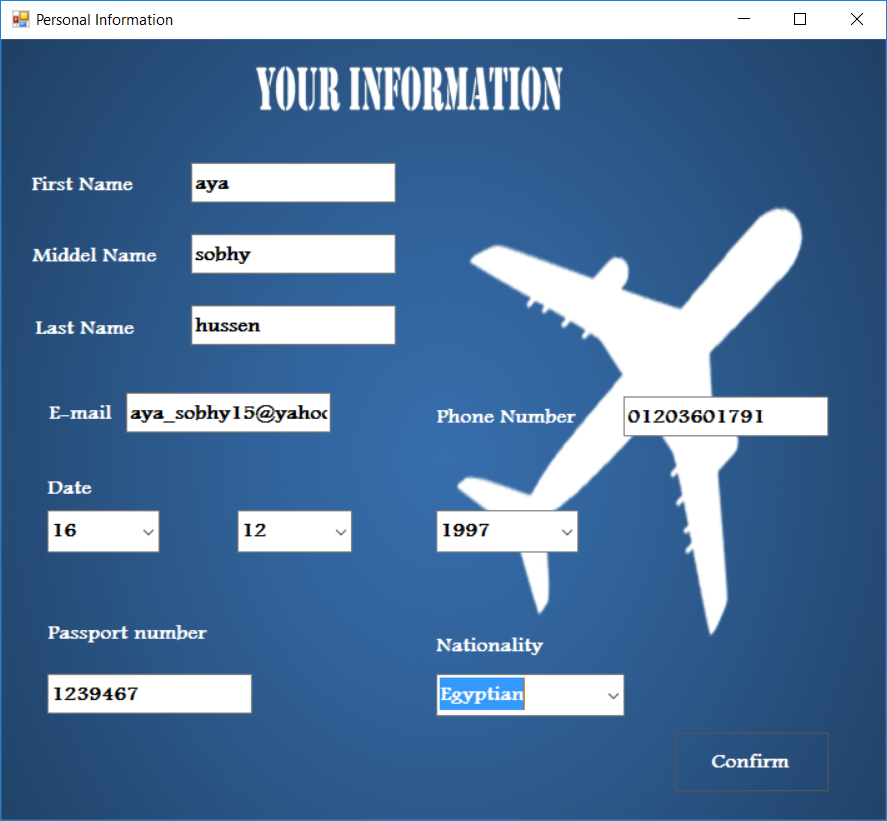 Personal Information
YOUR INFORMATION
First Name aya
Middel Name sobhy
Last Name hussen
E-mail aya_sobhy15@yahoo
Phone Number 01203601791
Date
16 12 1997
Passport number
Nationality
1239467 Egyptian
Confirm